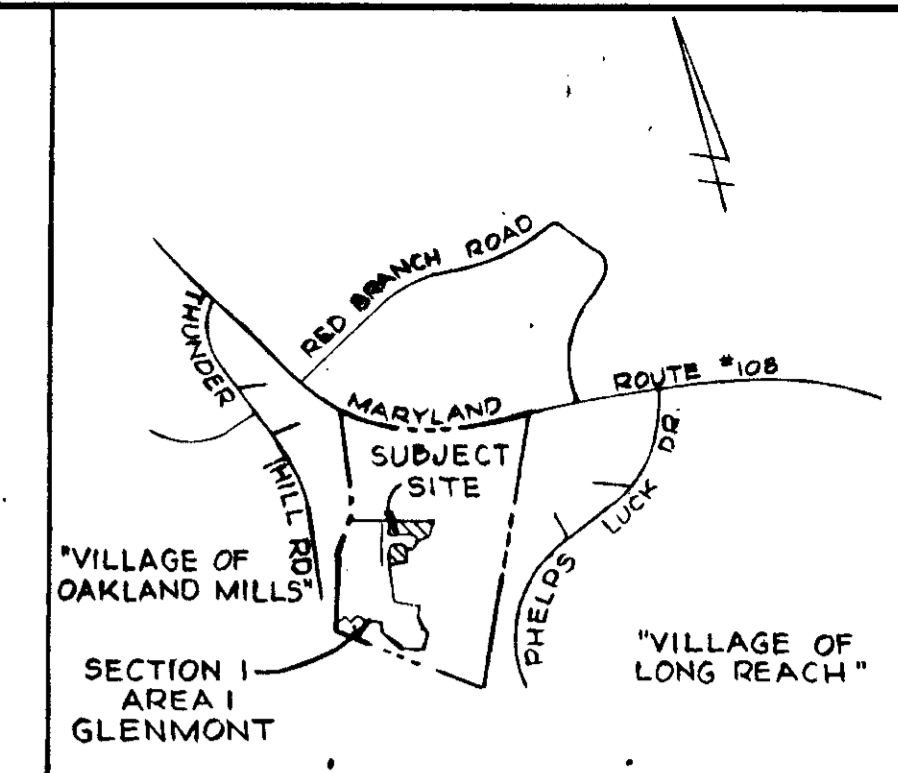 RED BRANCH ROAD
THUNDER HILL RD
MARYLAND ROUTE #108
SUBJECT
SITE
PHELPS LUCK DR.
"VILLAGE OF
OAKLAND MILLS"
SECTION 1
AREA 1
GLENMONT
"VILLAGE OF
LONG REACH"